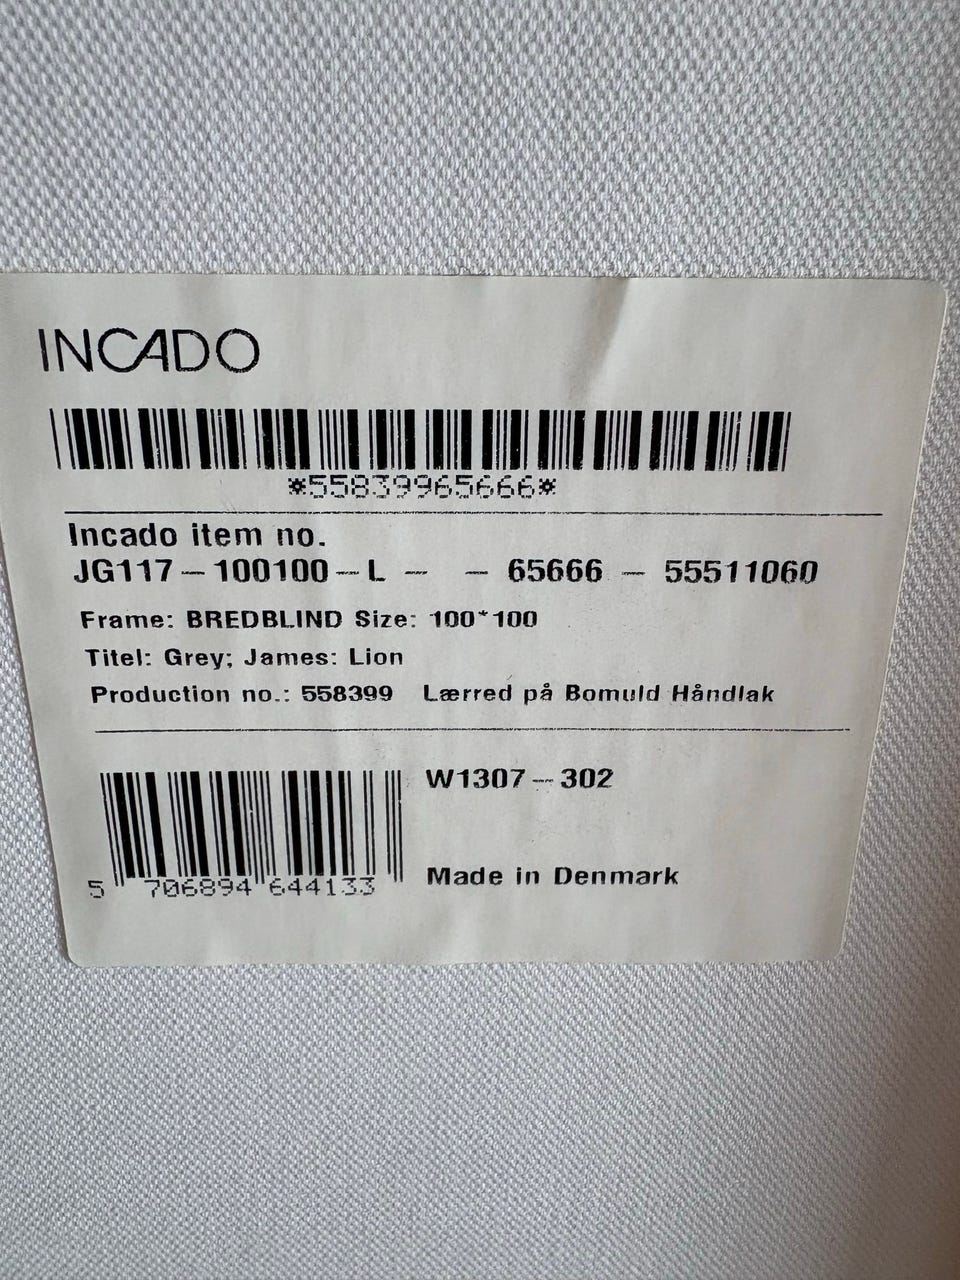 INCADO
*55839965666*
Incado item no.
JG117-100100-L - - 65666 - 55511060
Frame: BREDBLIND Size: 100*100
Titel: Grey; James: Lion
Production no.: 558399 Lærred på Bomuld Håndlak
W1307-302
5 706894 644133
Made in Denmark